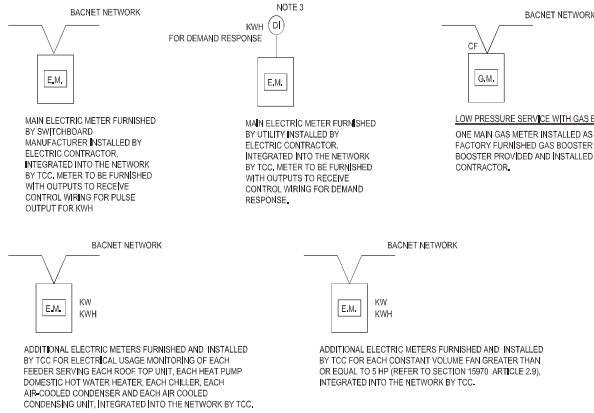 BACNET NETWORK
E.M.
MAIN ELECTRIC METER FURNISHED
BY SWITCHBOARD
MANUFACTURER INSTALLED BY
ELECTRIC CONTRACTOR,
INTEGRATED INTO THE NETWORK
BY TCC. METER TO BE FURNISHED
WITH OUTPUTS TO RECEIVE
CONTROL WIRING FOR PULSE
OUTPUT FOR KWH
NOTE 3
KWH
DI
FOR DEMAND RESPONSE
E.M.
MAIN ELECTRIC METER FURNISHED
BY UTILITY INSTALLED BY
ELECTRIC CONTRACTOR,
INTEGRATED INTO THE NETWORK
BY TCC. METER TO BE FURNISHED
WITH OUTPUTS TO RECEIVE
CONTROL WIRING FOR DEMAND
RESPONSE.
BACNET NETWORK
CF
G.M.
LOW PRESSURE SERVICE WITH GAS
ONE MAIN GAS METER INSTALLED AS
FACTORY FURNISHED GAS BOOSTER
BOOSTER PROVIDED AND INSTALLED
CONTRACTOR.
BACNET NETWORK
E.M.
KW
KWH
ADDITIONAL ELECTRIC METERS FURNISHED AND INSTALLED
BY TCC FOR ELECTRICAL USAGE MONITORING OF EACH
FEEDER SERVING EACH ROOF TOP UNIT, EACH HEAT PUMP
DOMESTIC HOT WATER HEATER, EACH CHILLER, EACH
AIR-COOLED CONDENSER AND EACH AIR COOLED
CONDENSING UNIT, INTEGRATED INTO THE NETWORK BY TCC.
BACNET NETWORK
E.M.
KW
KWH
ADDITIONAL ELECTRIC METERS FURNISHED AND INSTALLED
BY TCC FOR EACH CONSTANT VOLUME FAN GREATER THAN
OR EQUAL TO 5 HP (REFER TO SECTION 15970 ARTICLE 2.9),
INTEGRATED INTO THE NETWORK BY TCC.